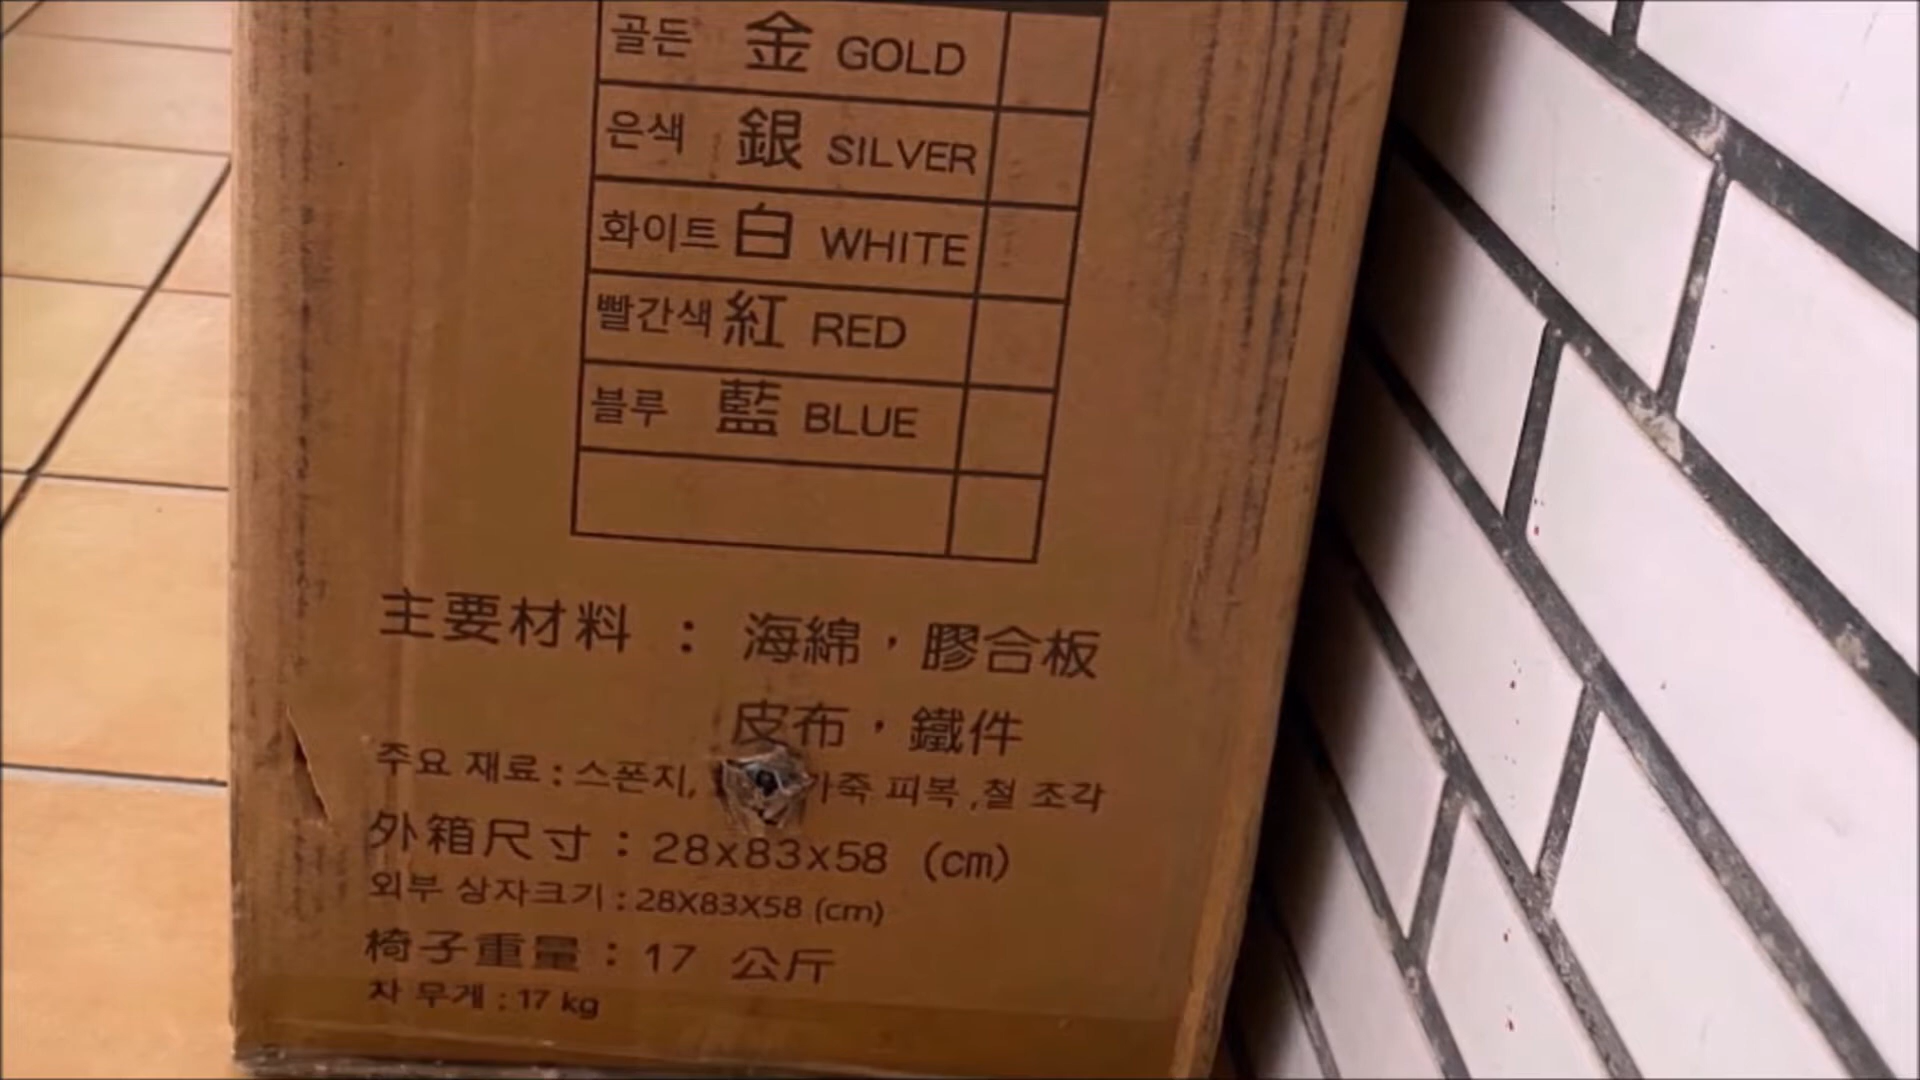 골든 金 GOLD
은색 銀 SILVER
화이트 白 WHITE
빨간색 紅 RED
블루 藍 BLUE
主要材料 : 海綿，膠合板
皮布，鐵件
주요 재료 : 스폰지, 가죽 피복 ,철 조각
外箱尺寸：28x83x58 (cm)
외부 상자크기 : 28X83X58 (cm)
椅子重量：17 公斤
차 무게 : 17 kg